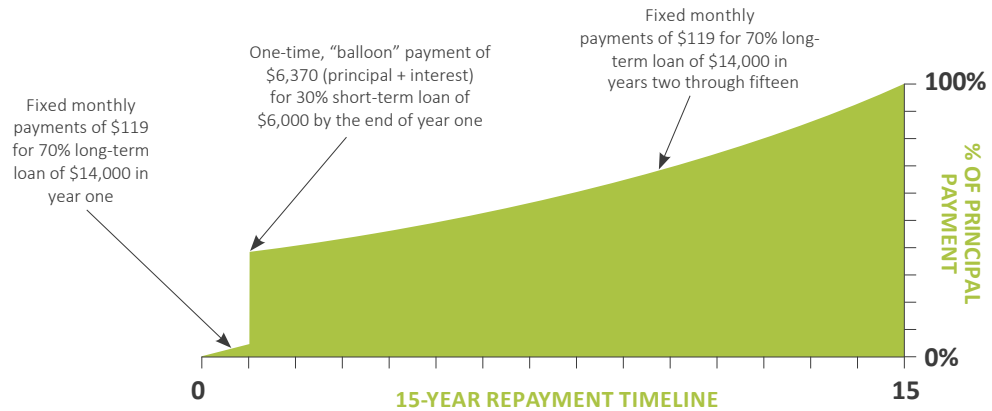 Fixed monthly
payments of $119
for 70% long-term
loan of $14,000 in
year one
One-time, “balloon” payment of
$6,370 (principal + interest)
for 30% short-term loan of
$6,000 by the end of year one
Fixed monthly
payments of $119 for 70% long-
term loan of $14,000 in
years two through fifteen
100%
% OF PRINCIPAL
PAYMENT
0%
0
15-YEAR REPAYMENT TIMELINE
15